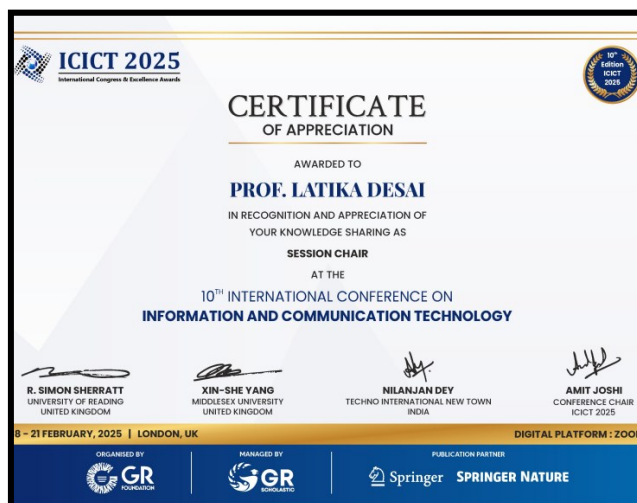 ICICT 2025
International Congress & Excellence Awards
10th
Edition
ICICT
2025
CERTIFICATE
OF APPRECIATION
AWARDED TO
PROF. LATIKA DESAI
IN RECOGNITION AND APPRECIATION OF
YOUR KNOWLEDGE SHARING AS
SESSION CHAIR
AT THE
10TH INTERNATIONAL CONFERENCE ON
INFORMATION AND COMMUNICATION TECHNOLOGY
R. SIMON SHERRATT
UNIVERSITY OF READING
UNITED KINGDOM
XIN-SHE YANG
MIDDLESEX UNIVERSITY
UNITED KINGDOM
NILANJAN DEY
TECHNO INTERNATIONAL NEW TOWN
INDIA
AMIT JOSHI
CONFERENCE CHAIR
ICICT 2025
8 - 21 FEBRUARY, 2025 | LONDON, UK
DIGITAL PLATFORM : ZOO
ORGANISED BY
GR
FOUNDATION
MANAGED BY
GR
SCHOLASTIC
PUBLICATION PARTNER
Springer SPRINGER NATURE